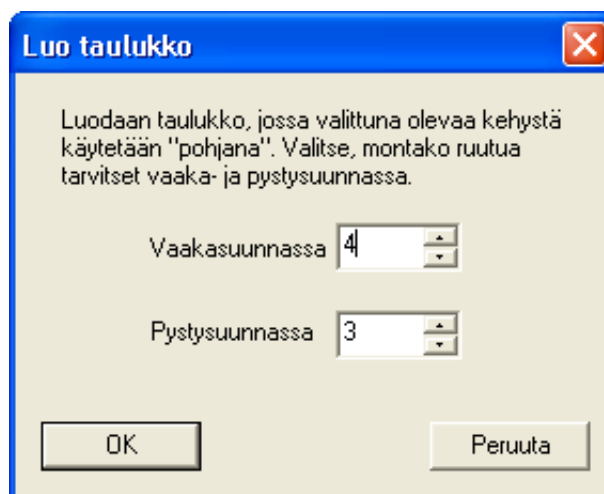 Luo taulukko
Luodaan taulukko, jossa valittuna olevaa kehystä
käytetään "pohjana". Valitse, montako ruutua
tarvitset vaaka- ja pystysuunnassa.
Vaakasuunnassa 4
Pystysuunnassa 3
OK Peruuta